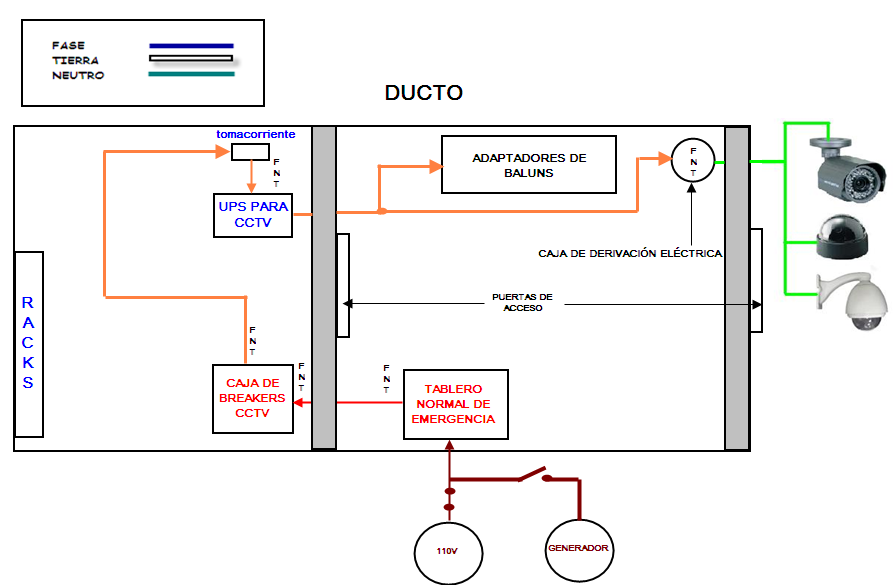 FASE
TIERRA
NEUTRO
DUCTO
tomacorriente
F
N
T
UPS PARA
CCTV
ADAPTADORES DE
BALUNS
F
N
T
CAJA DE DERIVACIÓN ELÉCTRICA
PUERTAS DE
ACCESO
R
A
C
K
S
F
N
T
CAJA DE
BREAKERS
CCTV
F
N
T
F
N
T
TABLERO
NORMAL DE
EMERGENCIA
110V
GENERADOR